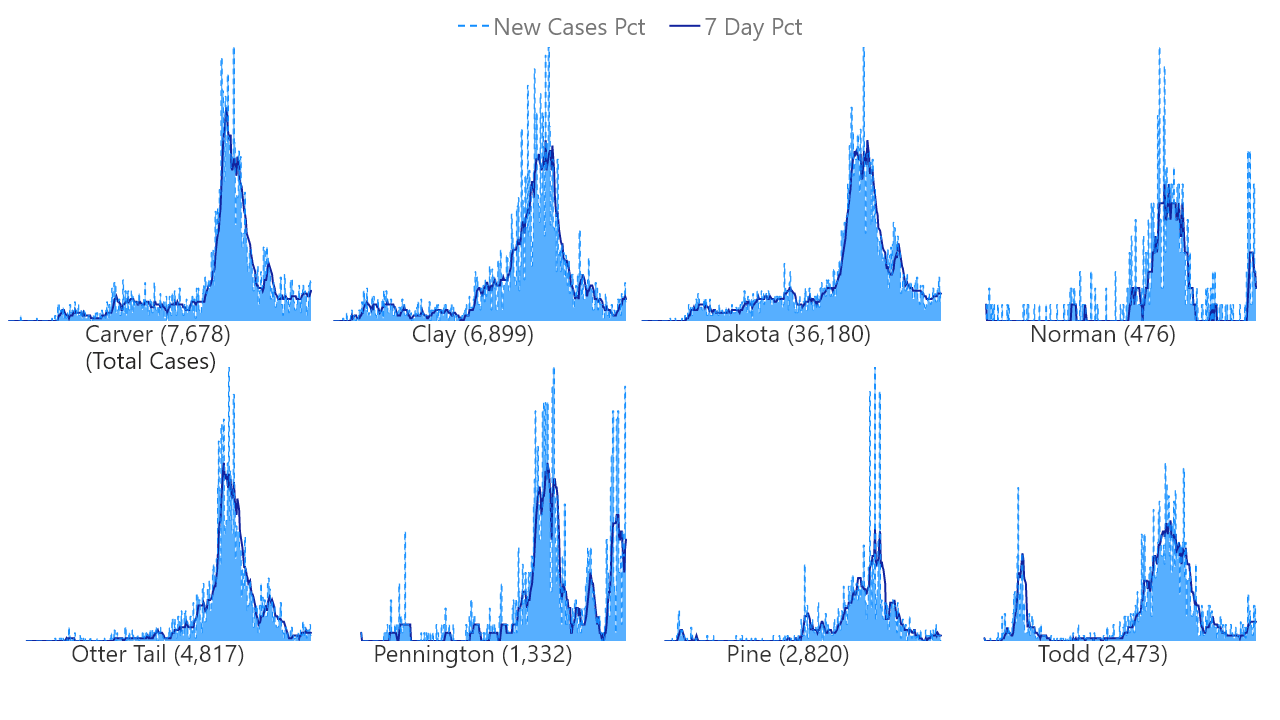 New Cases Pct 7 Day Pct
Carver (7,678)
(Total Cases)
Clay (6,899)
Dakota (36,180)
Norman (476)
Otter Tail (4,817)
Pennington (1,332)
Pine (2,820)
Todd (2,473)